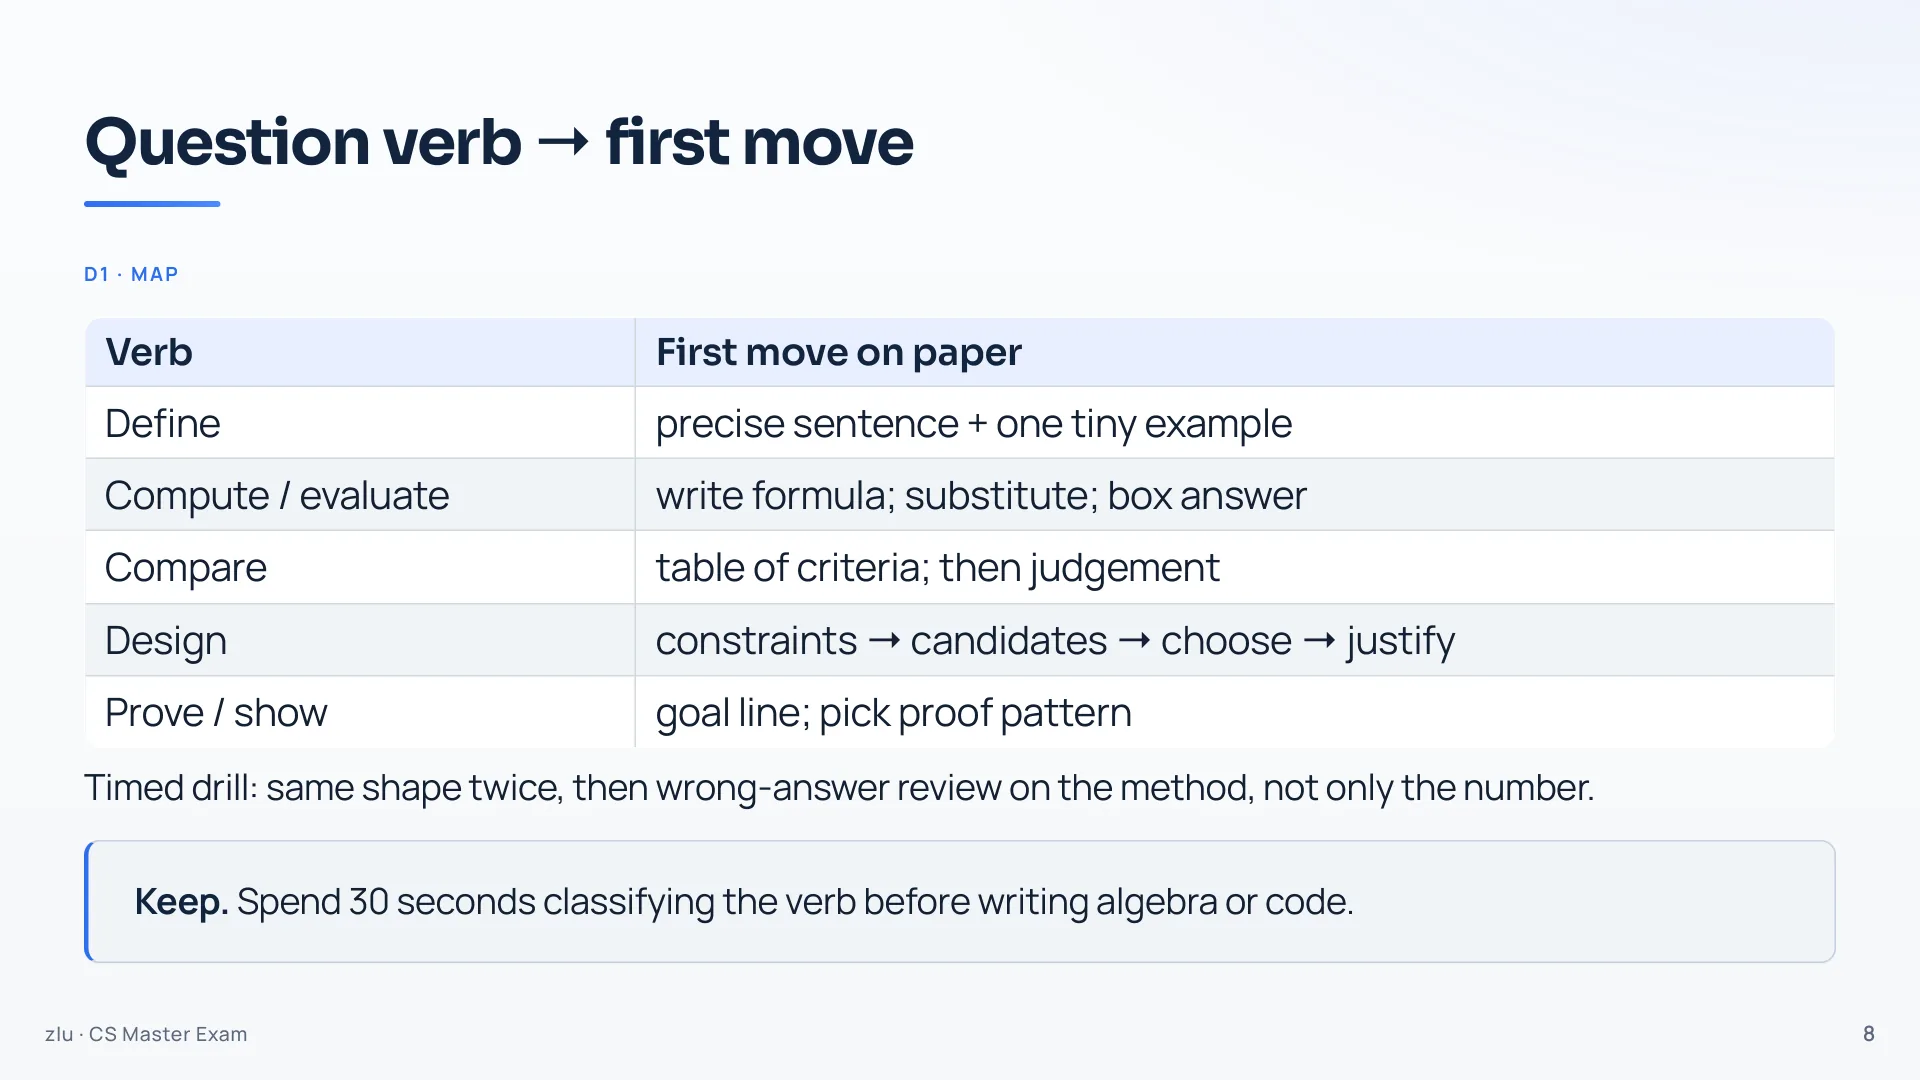 Question verb → first move
D1 · MAP
Verb First move on paper
Define precise sentence + one tiny example
Compute / evaluate write formula; substitute; box answer
Compare table of criteria; then judgement
Design constraints → candidates → choose → justify
Prove / show goal line; pick proof pattern
Timed drill: same shape twice, then wrong-answer review on the method, not only the number.
Keep. Spend 30 seconds classifying the verb before writing algebra or code.
zlu · CS Master Exam 8